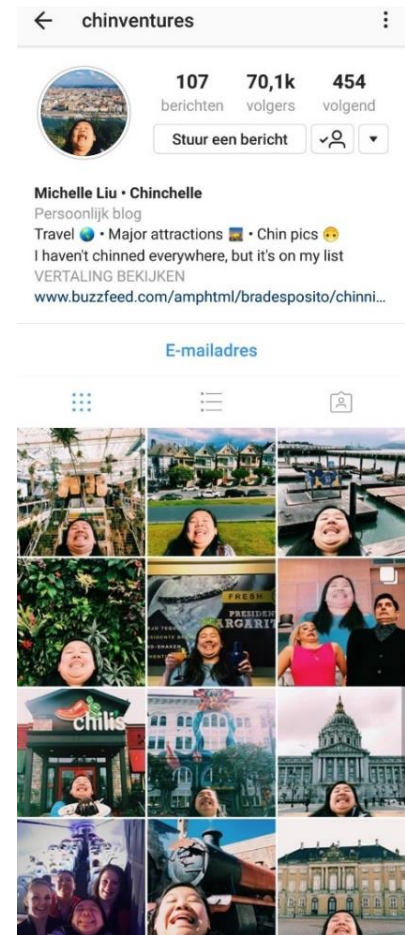 chinventures
107 70,1k 454
berichten volgers volgend
Stuur een bericht
Michelle Liu • Chinchelle
Persoonlijk blog
Travel 🌏 • Major attractions 🌇 • Chin pics 😬
I haven't chinned everywhere, but it's on my list
VERTALING BEKIJKEN
www.buzzfeed.com/amphtml/bradesposito/chinni...
E-mailadres
FRESH
PRESIDEN
ARGARIT
chilis